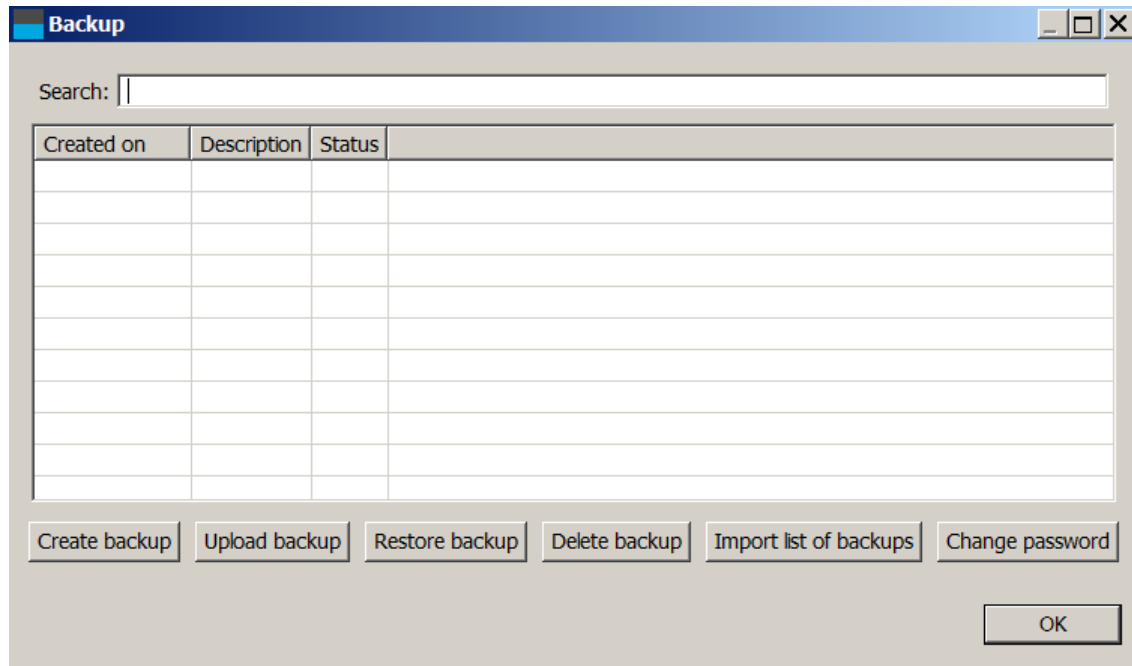 Backup
Search:
Created on Description Status
Create backup Upload backup Restore backup Delete backup Import list of backups Change password
OK